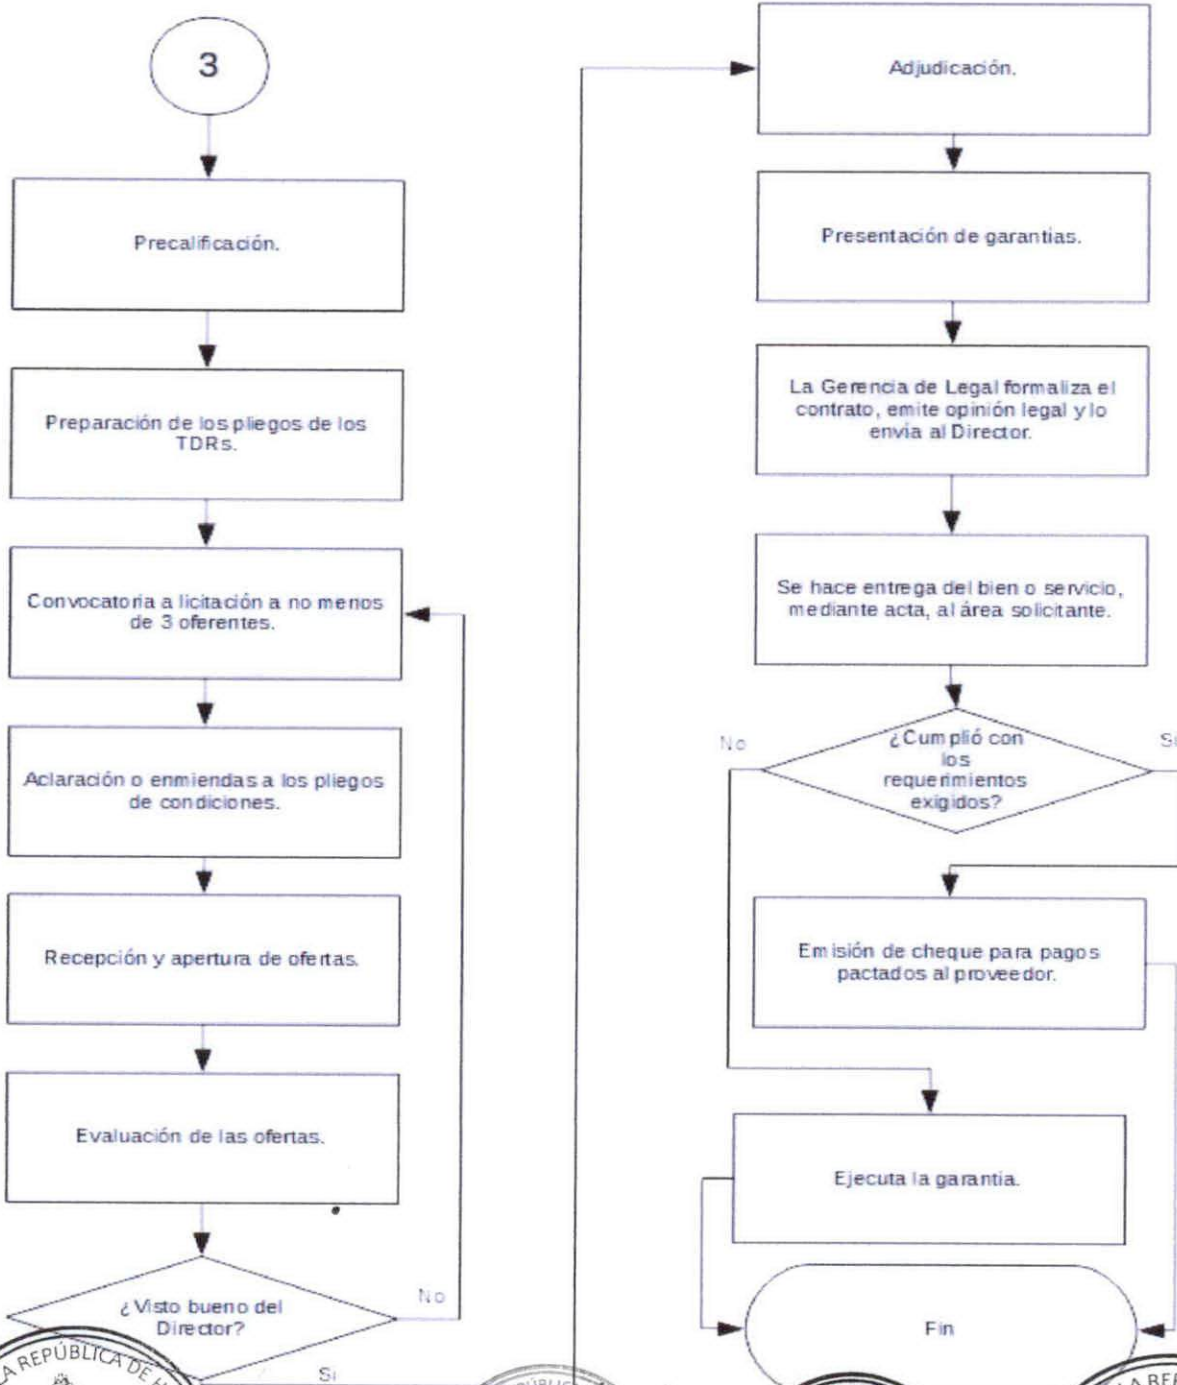 3
Precalificación.
Preparación de los pliegos de los
TDRs.
Convocatoria a licitación a no menos
de 3 oferentes.
Aclaración o enmiendas a los pliegos
de condiciones.
Recepción y apertura de ofertas.
Evaluación de las ofertas.
¿Visto bueno del
Director?
No
Si
Adjudicación.
Presentación de garantias.
La Gerencia de Legal formaliza el
contrato, emite opinión legal y lo
envia al Director.
Se hace entrega del bien o servicio,
mediante acta, al área solicitante.
¿Cumplió con
los
requerimientos
exigidos?
No
Si
Emisión de cheque para pagos
pactados al proveedor.
Ejecuta la garantia.
Fin
LA REPÚBLICA DE